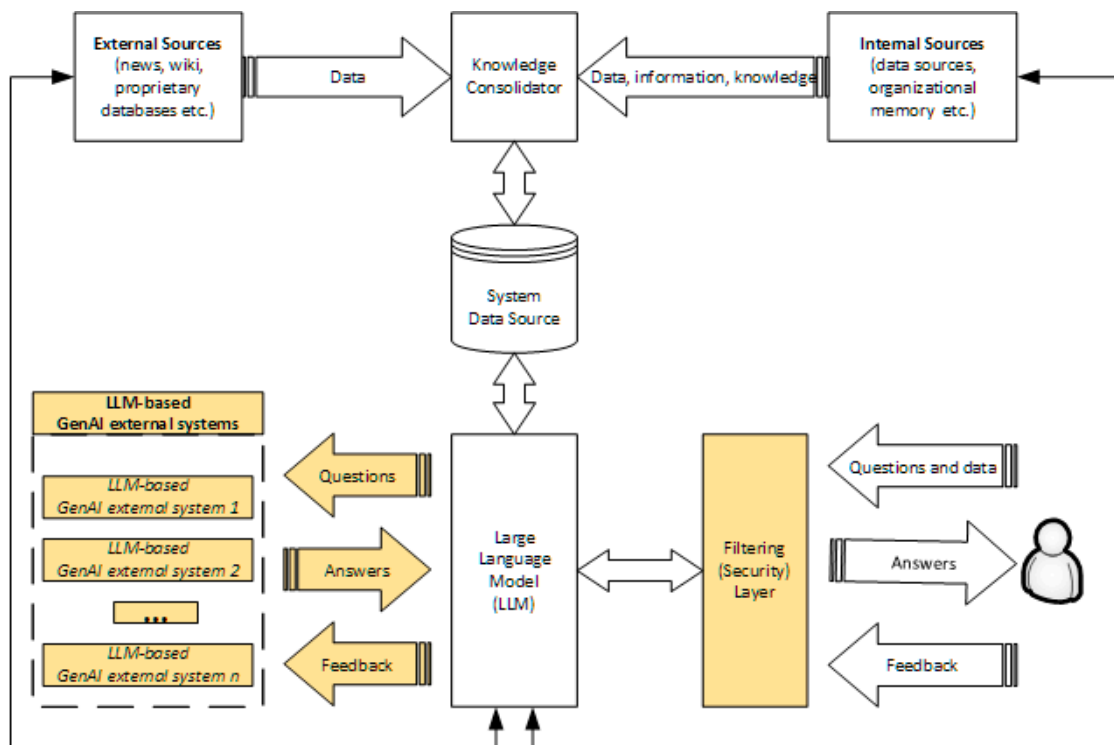 External Sources
(news, wiki,
proprietary
databases etc.)
Data
Knowledge
Consolidator
Data, information, knowledge
Internal Sources
(data sources,
organizational
memory etc.)
System
Data Source
LLM-based
GenAI external systems
LLM-based
GenAI external system 1
LLM-based
GenAI external system 2
...
LLM-based
GenAI external system n
Questions
Answers
Feedback
Large
Language
Model
(LLM)
Filtering
(Security)
Layer
Questions and data
Answers
Feedback